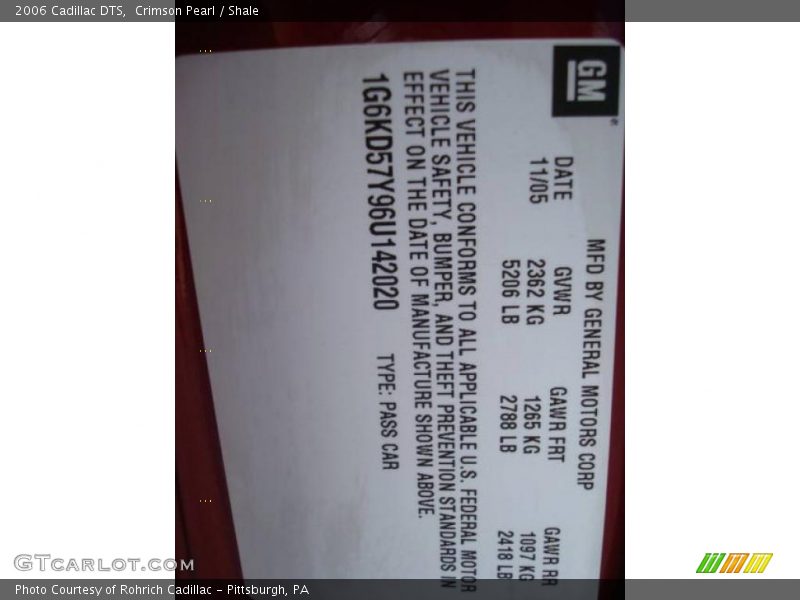 2006 Cadillac DTS,  Crimson Pearl / Shale
GM
MFD BY GENERAL MOTORS CORP
DATE GVWR GAWR FRT GAWR RR
11/05 2362 KG 1265 KG 1097 KG
5206 LB 2788 LB 2418 LB
THIS VEHICLE CONFORMS TO ALL APPLICABLE U.S. FEDERAL MOTOR
VEHICLE SAFETY, BUMPER, AND THEFT PREVENTION STANDARDS IN
EFFECT ON THE DATE OF MANUFACTURE SHOWN ABOVE.
1G6KD57Y96U142020 TYPE: PASS CAR
GTcarlot.com
Photo Courtesy of Rohrich Cadillac - Pittsburgh, PA